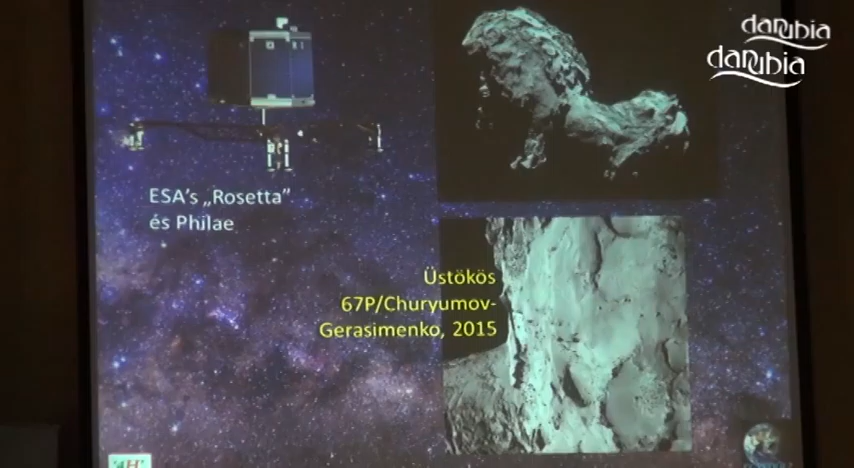 danubia
danubia
ESA's „Rosetta"
és Philae
Üstökös
67P/Churyumov-
Gerasimenko, 2015